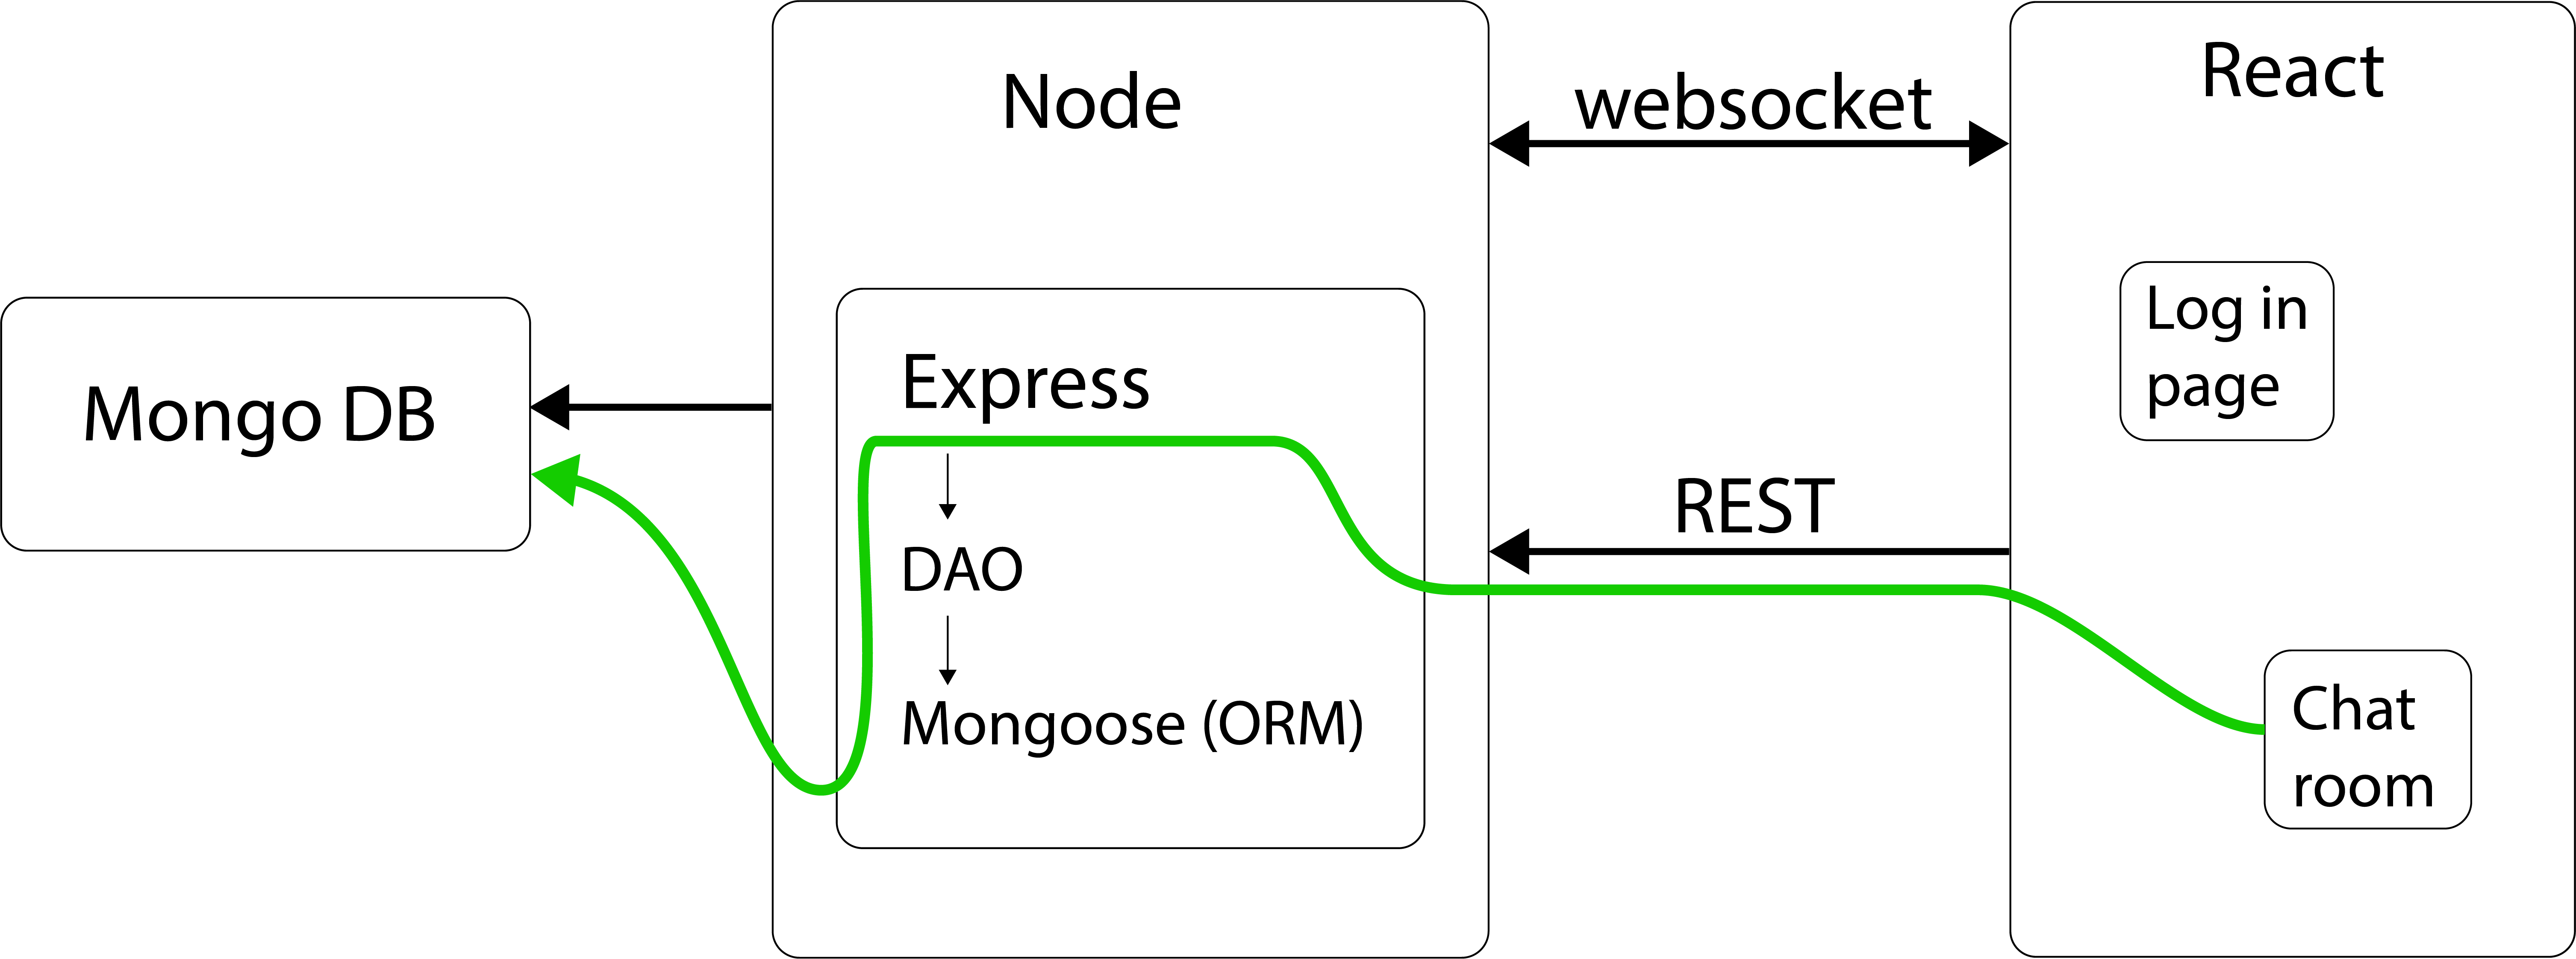 Mongo DB
Node
Express
DAO
Mongoose (ORM)
websocket
REST
React
Log in
page
Chat
room